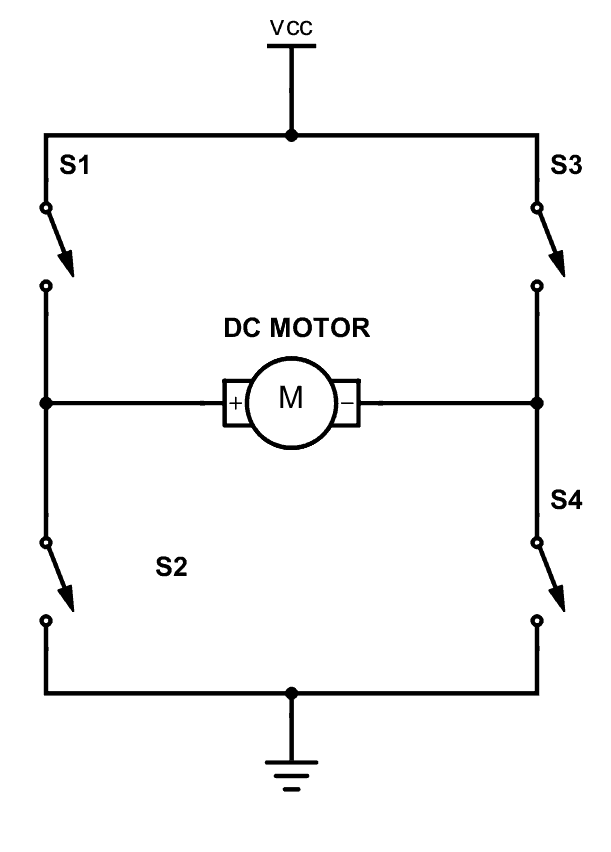 VCC
S1
S3
DC MOTOR
+ M −
S4
S2